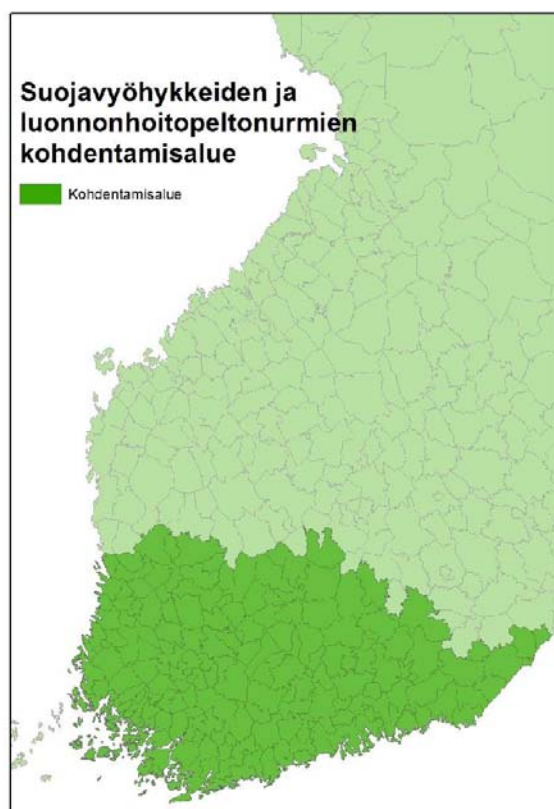 Suojavyöhykkeiden ja
luonnonhoitopeltonurmien
kohdentamisalue
Kohdentamisalue